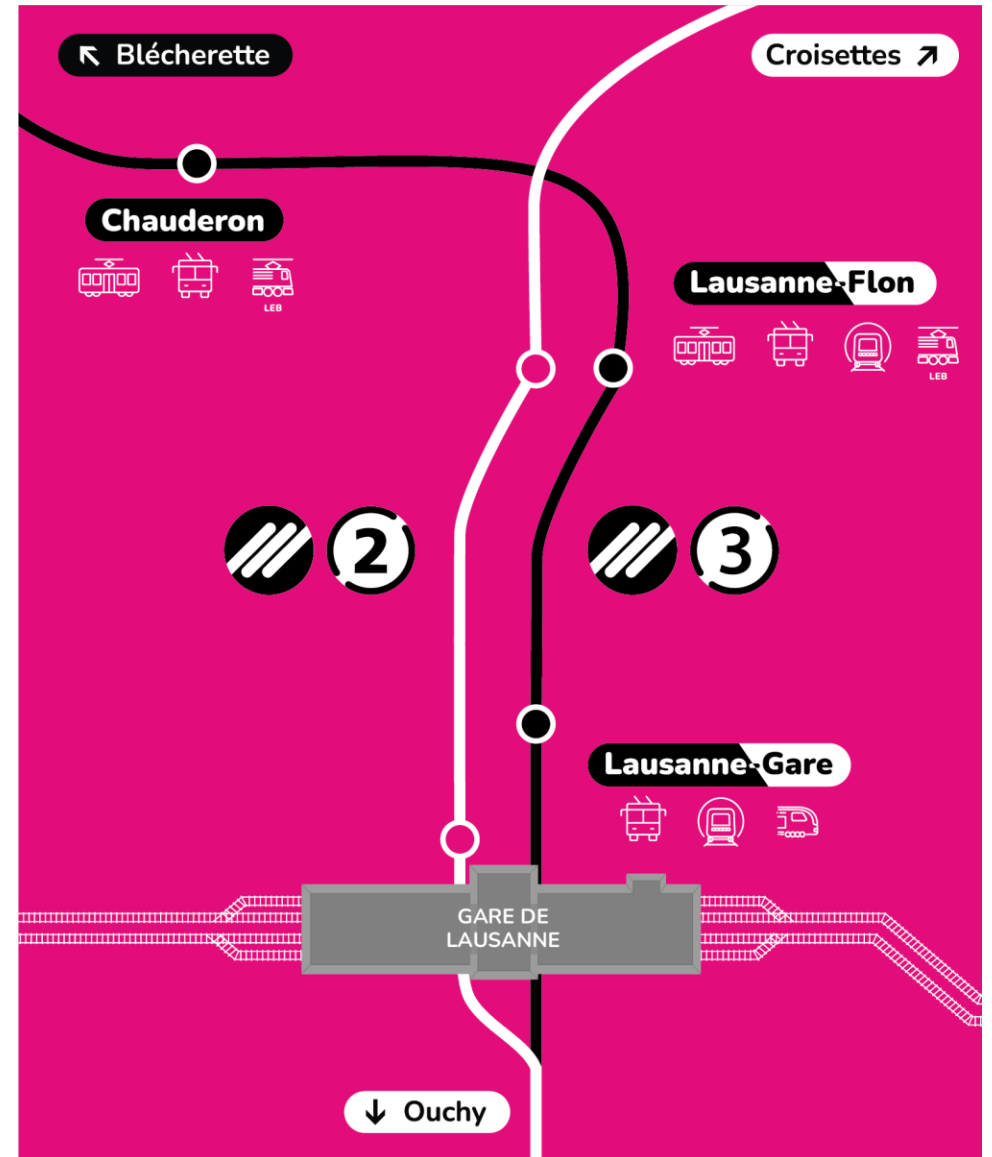 Blécherette
Croisettes
Chauderon
LEB
Lausanne-Flon
LEB
2
3
Lausanne-Gare
GARE DE
LAUSANNE
Ouchy